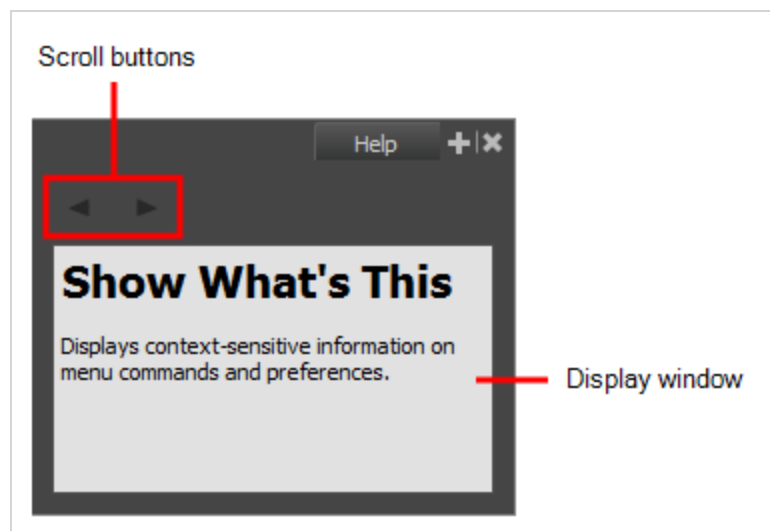 Scroll buttons
Help
Show What's This
Displays context-sensitive information on
menu commands and preferences.
Display window